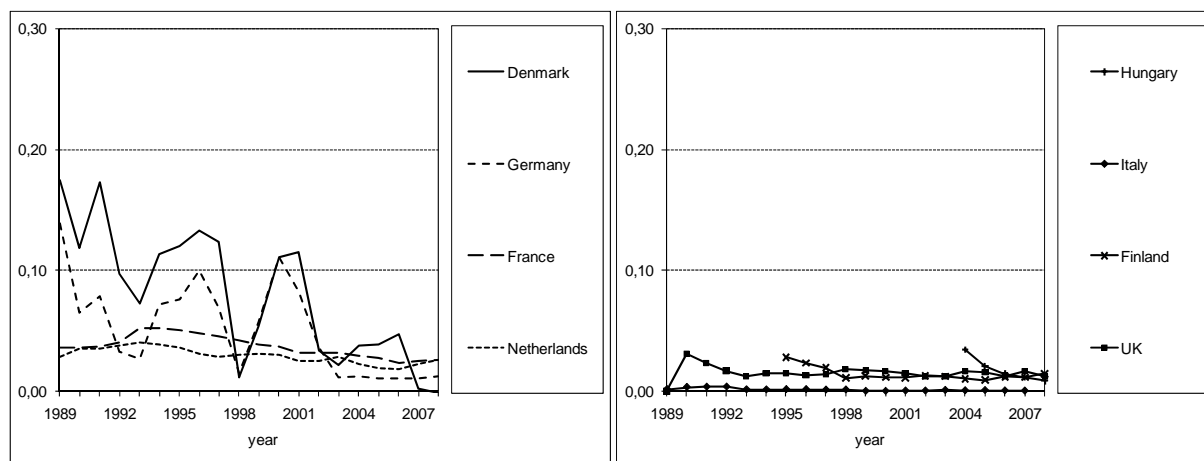 0,30
0,20
0,10
0,00
1989 1992 1995 1998 2001 2004 2007
year
Denmark
Germany
France
Netherlands
0,30
0,20
0,10
0,00
1989 1992 1995 1998 2001 2004 2007
year
Hungary
Italy
Finland
UK